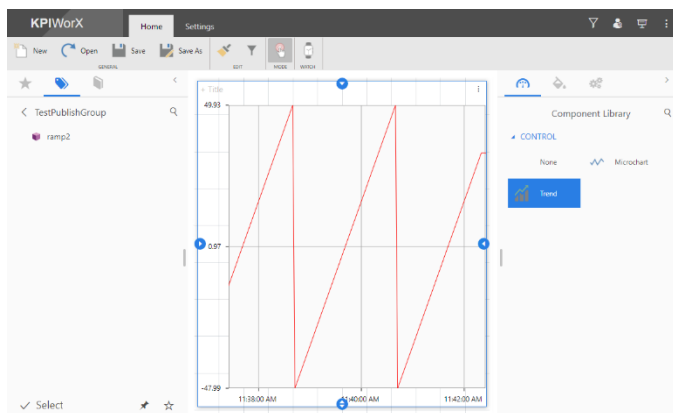 KPIWorX Home Settings
New Open Save Save As
GENERAL EDIT MODE WATCH
TestPublishGroup
ramp2
Select
Title
49.93
0.97
-47.99
11:38:00 AM 11:40:00 AM 11:42:00 AM
Component Library
CONTROL
None Microchart
Trend